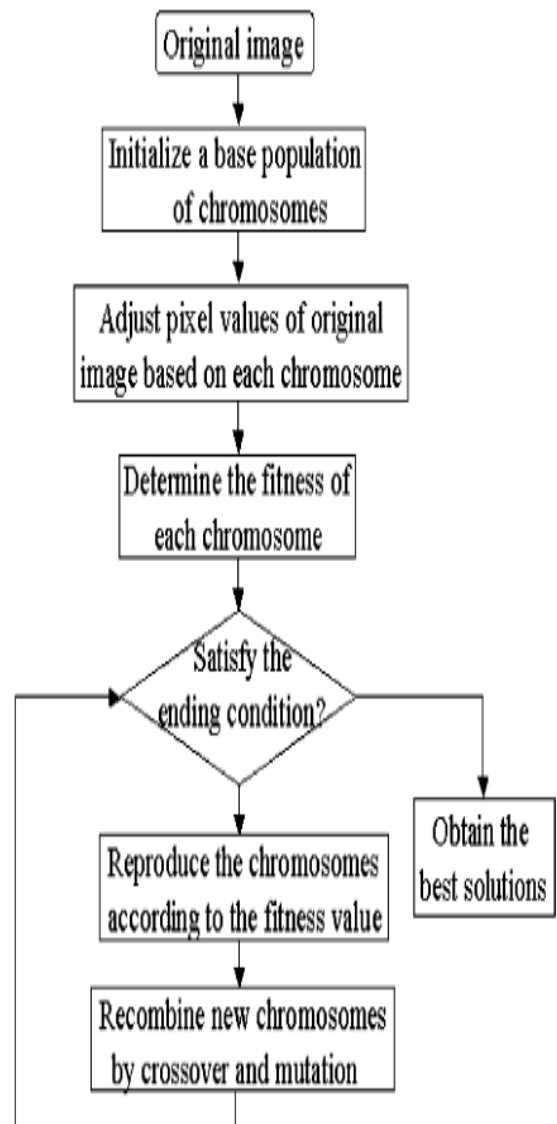 Original image
Initialize a base population
of chromosomes
Adjust pixel values of original
image based on each chromosome
Determine the fitness of
each chromosome
Satisfy the
ending condition?
Obtain the
best solutions
Reproduce the chromosomes
according to the fitness value
Recombine new chromosomes
by crossover and mutation